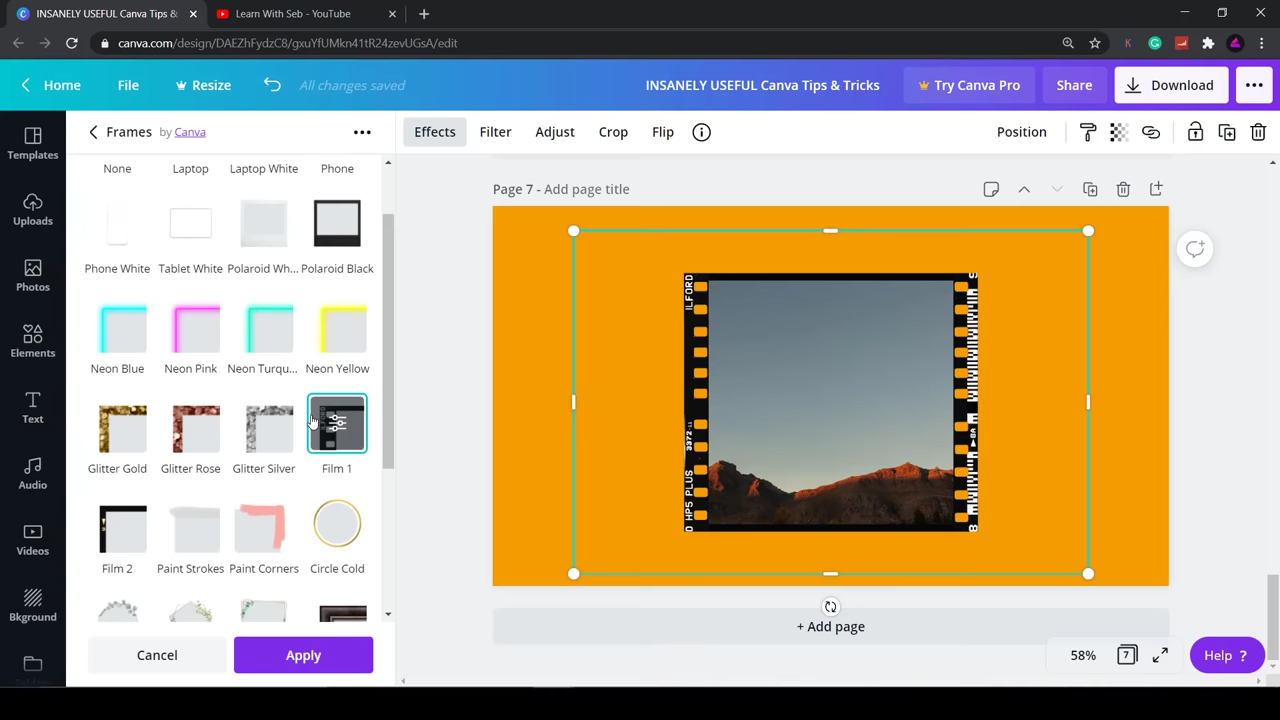 INSANELY USEFUL Canva Tips &
Learn With Seb - YouTube
canva.com/design/DAEZhFydzC8/gxuYfUMkn41tR24zevUGsA/edit
Home
File
Resize
All changes saved
INSANELY USEFUL Canva Tips & Tricks
Try Canva Pro
Share
Download
Templates
Uploads
Photos
Elements
Text
Audio
Videos
Bkground
Frames by Canva
Effects
Filter
Adjust
Crop
Flip
Position
None
Laptop
Laptop White
Phone
Phone White
Tablet White
Polaroid Wh...
Polaroid Black
Neon Blue
Neon Pink
Neon Turqu...
Neon Yellow
Glitter Gold
Glitter Rose
Glitter Silver
Film 1
Film 2
Paint Strokes
Paint Corners
Circle Cold
Cancel
Apply
Page 7 - Add page title
ILFORD
3372-11
D HP5 PLUS
8A
8
+ Add page
58%
7
Help ?